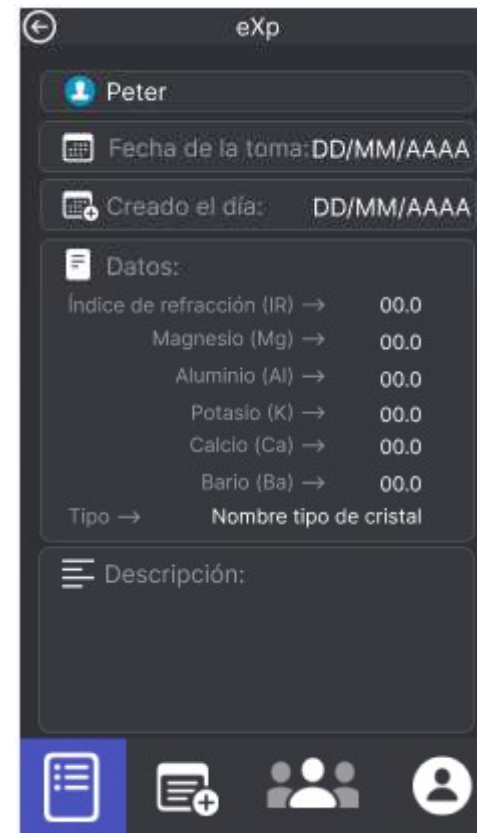 eXp
Peter
Fecha de la toma: DD/MM/AAAA
Creado el día: DD/MM/AAAA
Datos:
Índice de refracción (IR) → 00.0
Magnesio (Mg) → 00.0
Aluminio (Al) → 00.0
Potasio (K) → 00.0
Calcio (Ca) → 00.0
Bario (Ba) → 00.0
Tipo → Nombre tipo de cristal
Descripción: